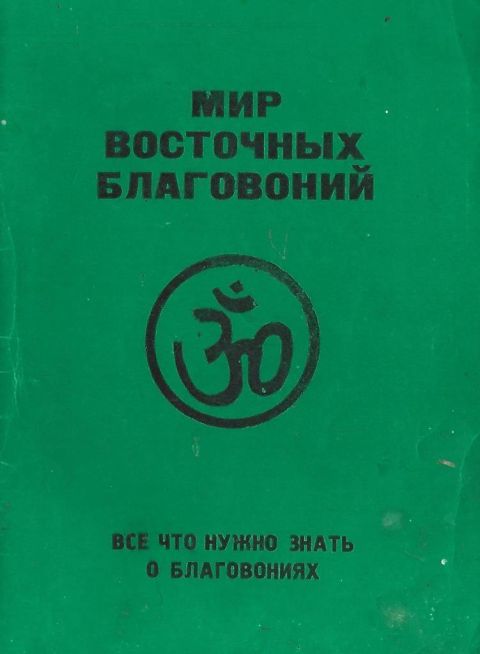 МИР
ВОСТОЧНЫХ
БЛАГОВОНИЙ
ॐ
ВСЕ ЧТО НУЖНО ЗНАТЬ
О БЛАГОВОНИЯХ